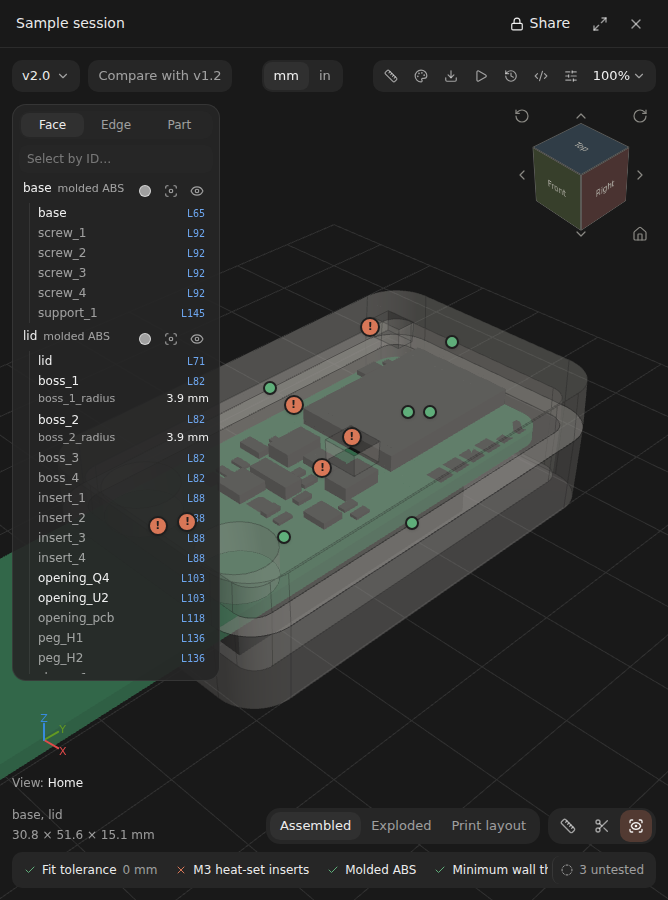 Sample session
Share
v2.0
Compare with v1.2
mm
in
100%
Face
Edge
Part
Select by ID…
base molded ABS
base L65
screw_1 L92
screw_2 L92
screw_3 L92
screw_4 L92
support_1 L145
lid molded ABS
lid L71
boss_1 L82
boss_1_radius 3.9 mm
boss_2 L82
boss_2_radius 3.9 mm
boss_3 L82
boss_4 L82
insert_1 L88
insert_2
insert_3 L88
insert_4 L88
opening_Q4 L103
opening_U2 L103
opening_pcb L118
peg_H1 L136
peg_H2 L136
Top
Front
Right
!
!
!
!
!
!
Z
Y
X
View: Home
base, lid
30.8 × 51.6 × 15.1 mm
Assembled
Exploded
Print layout
Fit tolerance 0 mm
M3 heat-set inserts
Molded ABS
Minimum wall
3 untested